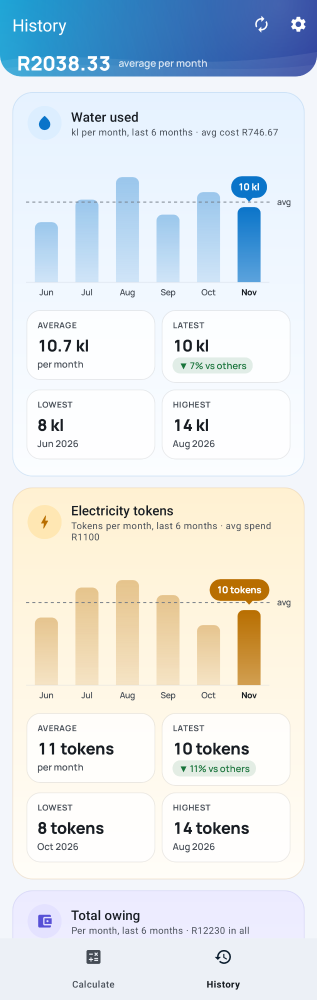 History
R2038.33 average per month
Water used
kl per month, last 6 months · avg cost R746.67
10 kl
avg
Jun Jul Aug Sep Oct Nov
AVERAGE
10.7 kl
per month
LATEST
10 kl
▼ 7% vs others
LOWEST
8 kl
Jun 2026
HIGHEST
14 kl
Aug 2026
Electricity tokens
Tokens per month, last 6 months · avg spend
R1100
10 tokens
avg
Jun Jul Aug Sep Oct Nov
AVERAGE
11 tokens
per month
LATEST
10 tokens
▼ 11% vs others
LOWEST
8 tokens
Oct 2026
HIGHEST
14 tokens
Aug 2026
Total owing
Per month, last 6 months · R12230 in all
Calculate
History